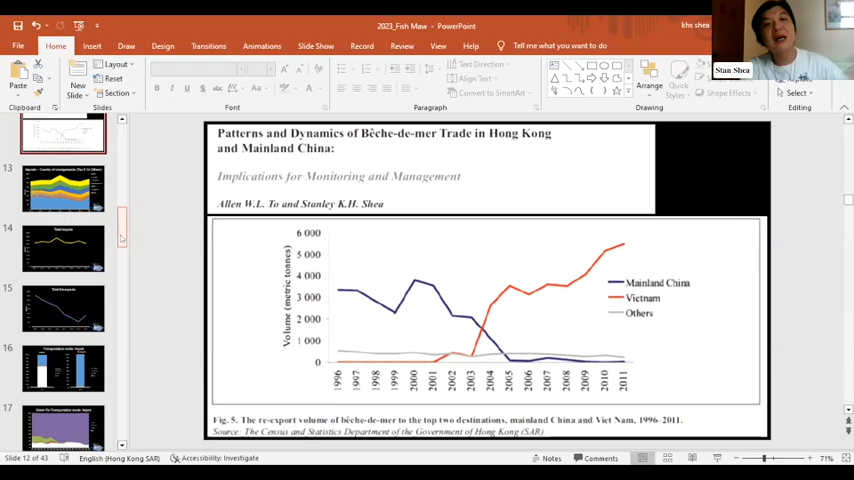 2023_Fish Maw - PowerPoint
khs shea
File Home Insert Draw Design Transitions Animations Slide Show Record Review View Help Tell me what you want to do
Stan Shea
Paste
New Slide
Layout
Reset
Section
Text Direction
Align Text
Convert to SmartArt
Arrange
Quick Styles
Shape Effects
Select
Clipboard
Slides
Font
Paragraph
Drawing
Editing
13
14
Total Imports
15
16
17
Patterns and Dynamics of Bêche-de-mer Trade in Hong Kong
and Mainland China:
Implications for Monitoring and Management
Allen W.L. To and Stanley K.H. Shea
Volume (metric tonnes)
6 000
5 000
4 000
3 000
2 000
1 000
0
1996 1997 1998 1999 2000 2001 2002 2003 2004 2005 2006 2007 2008 2009 2010 2011
Mainland China
Vietnam
Others
Fig. 5. The re-export volume of bêche-de-mer to the top two destinations, mainland China and Viet Nam, 1996–2011.
Source: The Census and Statistics Department of the Government of Hong Kong (SAR)
Slide 12 of 43
English (Hong Kong SAR)
Accessibility: Investigate
Notes
Comments
71%